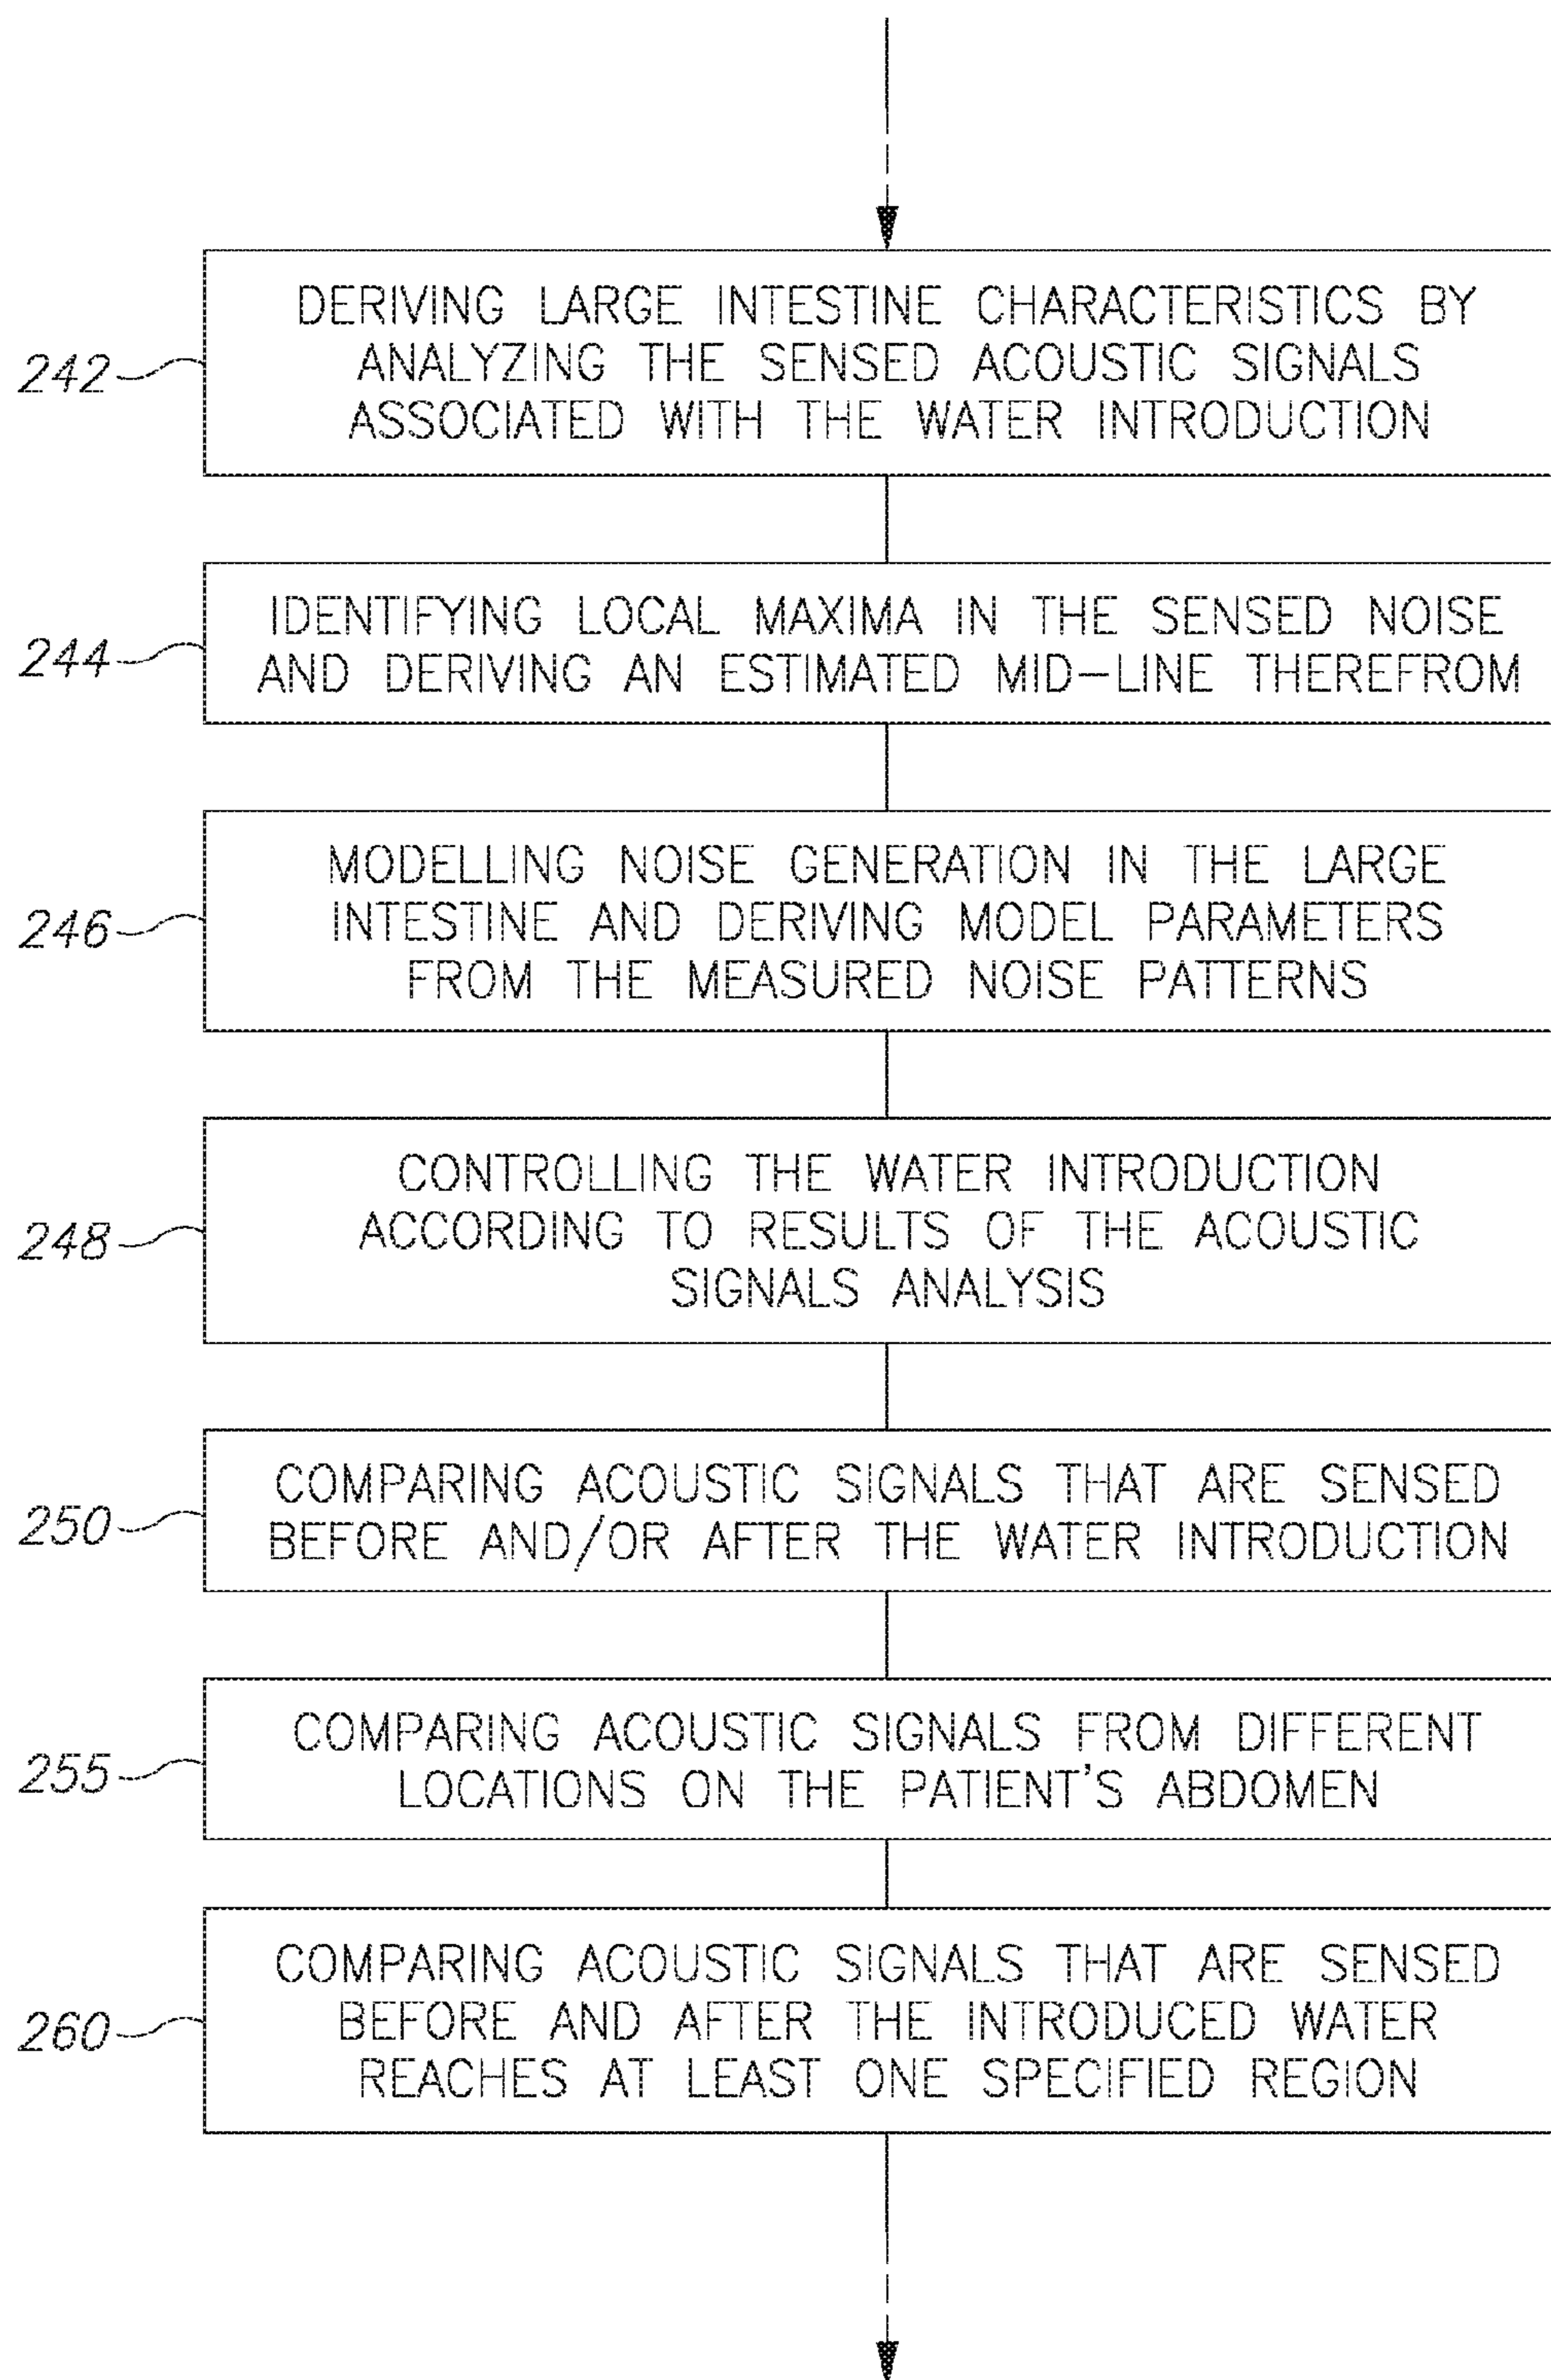 DERIVING LARGE INTESTINE CHARACTERISTICS BY
ANALYZING THE SENSED ACOUSTIC SIGNALS
ASSOCIATED WITH THE WATER INTRODUCTION
242
IDENTIFYING LOCAL MAXIMA IN THE SENSED NOISE
AND DERIVING AN ESTIMATED MID-LINE THEREFROM
244
MODELLING NOISE GENERATION IN THE LARGE
INTESTINE AND DERIVING MODEL PARAMETERS
FROM THE MEASURED NOISE PATTERNS
246
CONTROLLING THE WATER INTRODUCTION
ACCORDING TO RESULTS OF THE ACOUSTIC
SIGNALS ANALYSIS
248
COMPARING ACOUSTIC SIGNALS THAT ARE SENSED
BEFORE AND/OR AFTER THE WATER INTRODUCTION
250
COMPARING ACOUSTIC SIGNALS FROM DIFFERENT
LOCATIONS ON THE PATIENT'S ABDOMEN
255
COMPARING ACOUSTIC SIGNALS THAT ARE SENSED
BEFORE AND AFTER THE INTRODUCED WATER
REACHES AT LEAST ONE SPECIFIED REGION
260